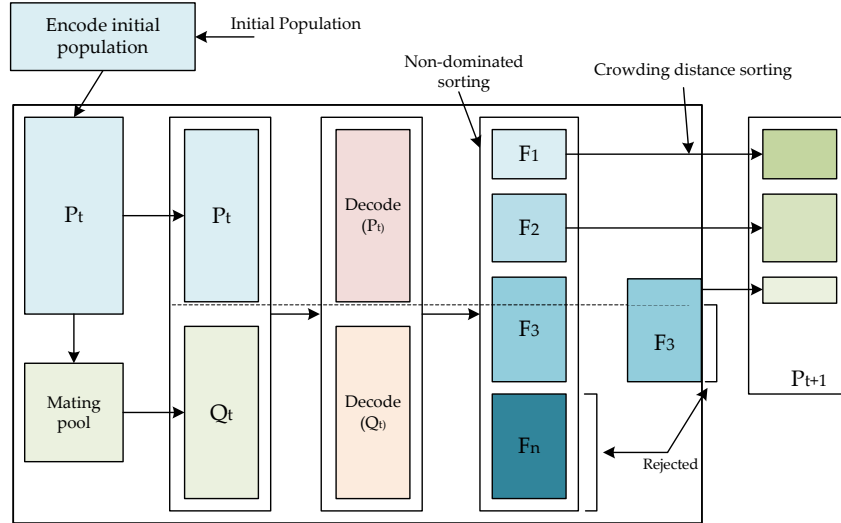 Encode initial
population
Initial Population
Non-dominated
sorting
Crowding distance sorting
Pt
Pt
Decode
(Pt)
F1
F2
F3
F3
Mating
pool
Qt
Decode
(Qt)
Fn
Rejected
Pt+1